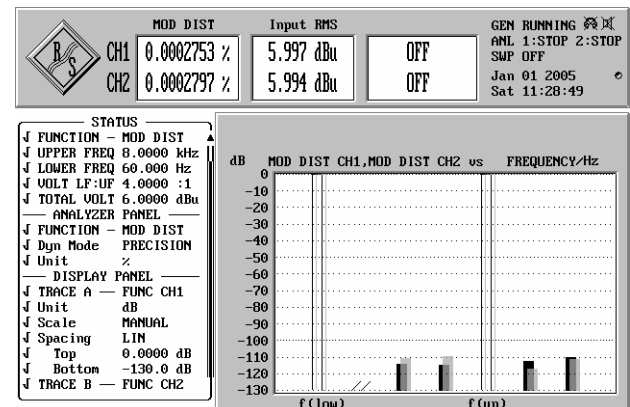 MOD DIST Input RMS
R&S
CH1 0.0002753 % 5.997 dBu OFF
CH2 0.0002797 % 5.994 dBu OFF
GEN RUNNING
ANL 1:STOP 2:STOP
SWP OFF
Jan 01 2005
Sat 11:28:49
STATUS
√ FUNCTION – MOD DIST
√ UPPER FREQ 8.0000 kHz
√ LOWER FREQ 60.000 Hz
√ VOLT LF:UF 4.0000 :1
√ TOTAL VOLT 6.0000 dBu
ANALYZER PANEL
√ FUNCTION – MOD DIST
√ Dyn Mode PRECISION
√ Unit %
DISPLAY PANEL
√ TRACE A — FUNC CH1
√ Unit dB
√ Scale MANUAL
√ Spacing LIN
√ Top 0.0000 dB
√ Bottom -130.0 dB
√ TRACE B — FUNC CH2
dB MOD DIST CH1,MOD DIST CH2 vs FREQUENCY/Hz
0
-10
-20
-30
-40
-50
-60
-70
-80
-90
-100
-110
-120
-130
f(low) f(up)